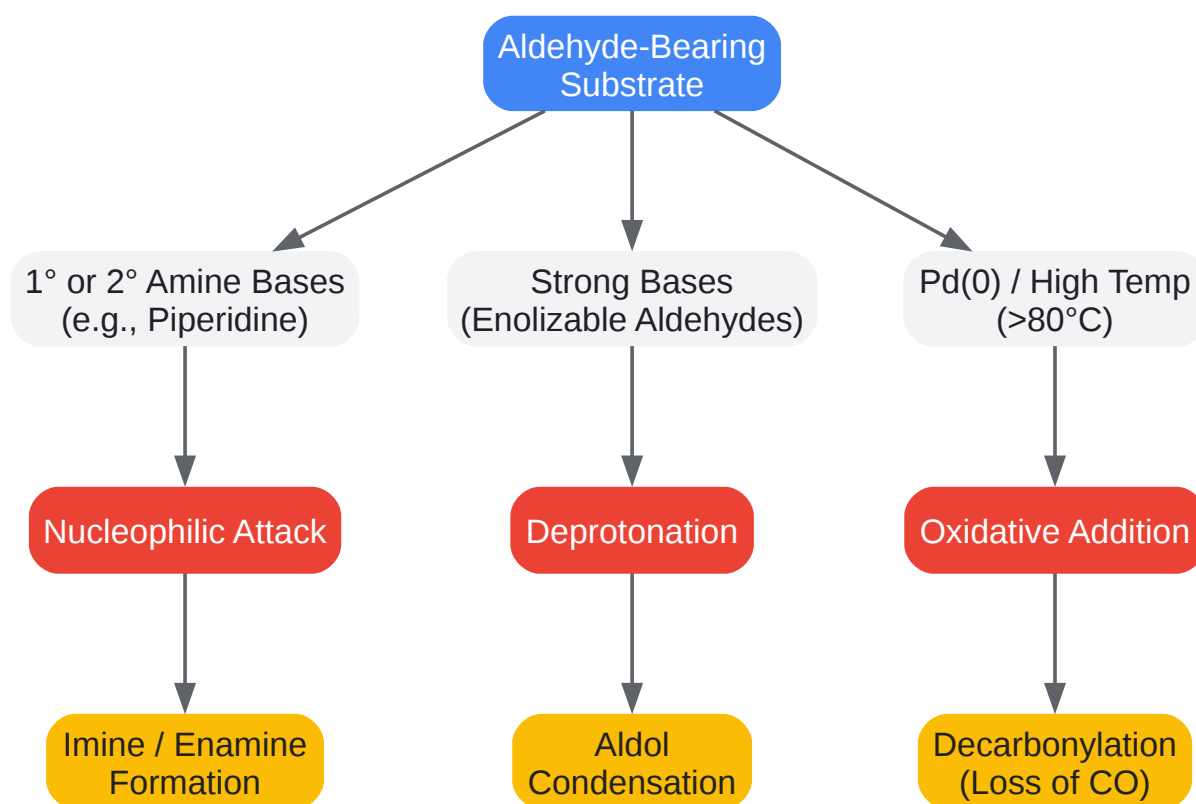 Aldehyde-Bearing
Substrate
1° or 2° Amine Bases
(e.g., Piperidine)
Strong Bases
(Enolizable Aldehydes)
Pd(0) / High Temp
(>80°C)
Nucleophilic Attack
Deprotonation
Oxidative Addition
Imine / Enamine
Formation
Aldol
Condensation
Decarbonylation
(Loss of CO)